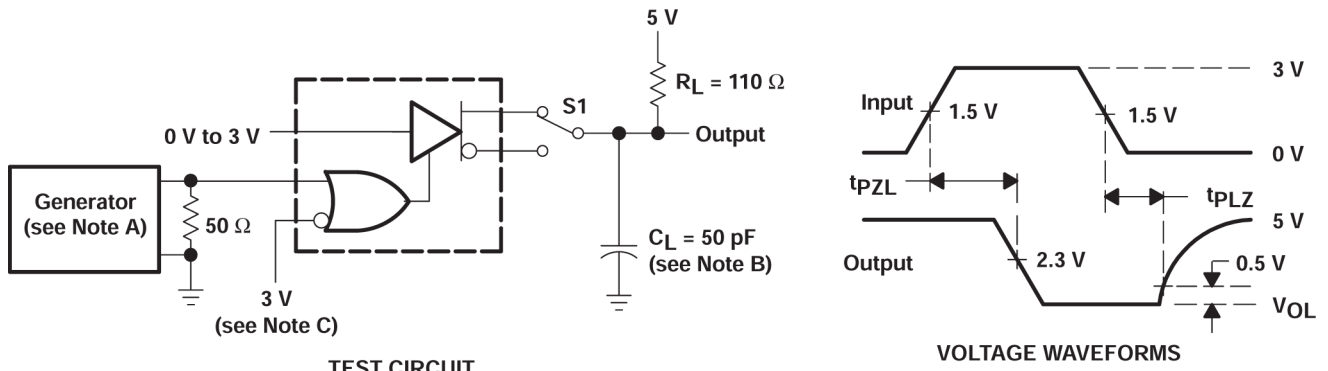 5 V
R_L = 110 Ω
S1
0 V to 3 V
Output
Generator
(see Note A)
50 Ω
C_L = 50 pF
(see Note B)
3 V
(see Note C)
TEST CIRCUIT
3 V
Input
1.5 V
1.5 V
0 V
t_PZL
t_PLZ
5 V
Output
2.3 V
0.5 V
V_OL
VOLTAGE WAVEFORMS